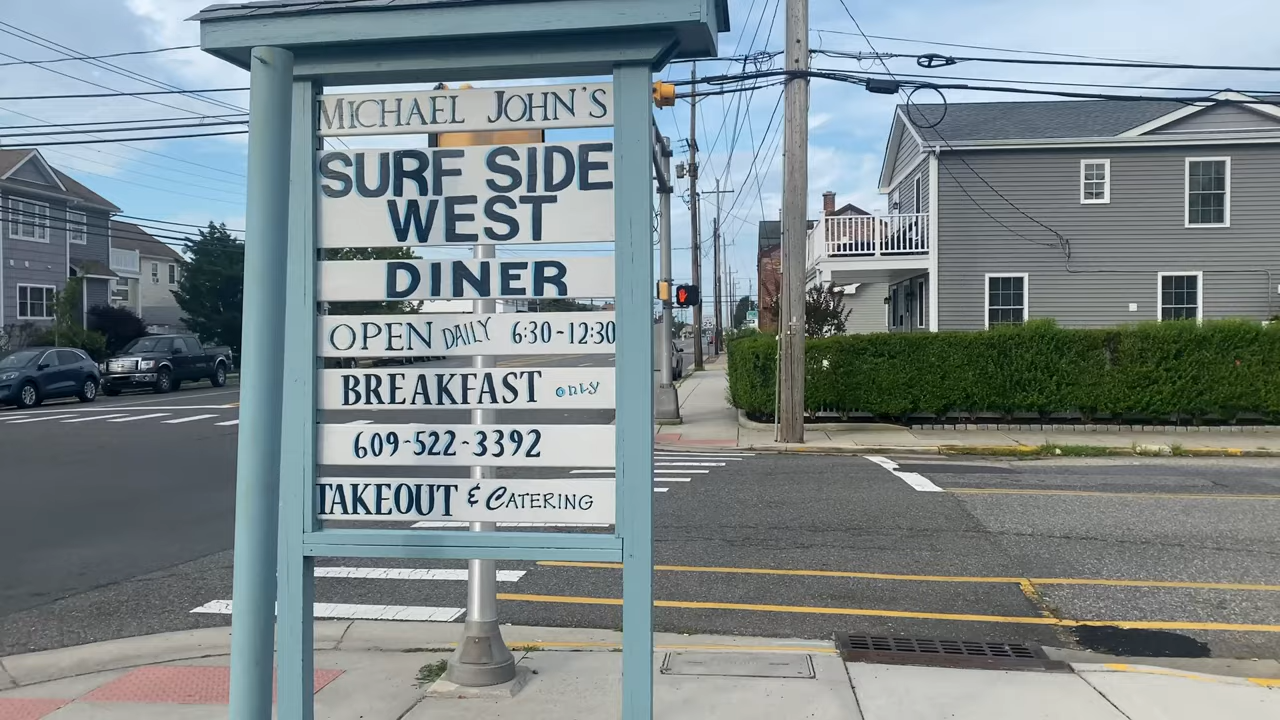 MICHAEL JOHN'S
SURF SIDE
WEST
DINER
OPEN DAILY 6:30-12:30
BREAKFAST only
609-522-3392
TAKEOUT & CATERING